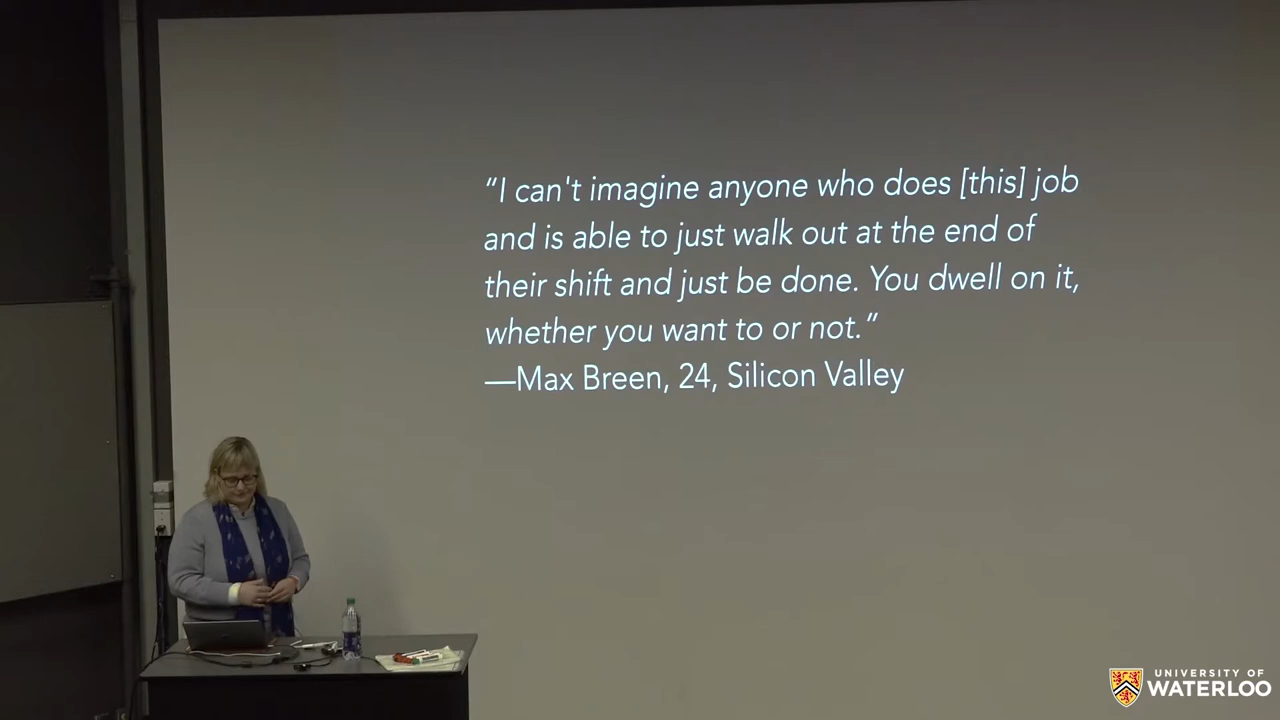 “I can't imagine anyone who does [this] job
and is able to just walk out at the end of
their shift and just be done. You dwell on it,
whether you want to or not.”
—Max Breen, 24, Silicon Valley
UNIVERSITY OF
WATERLOO